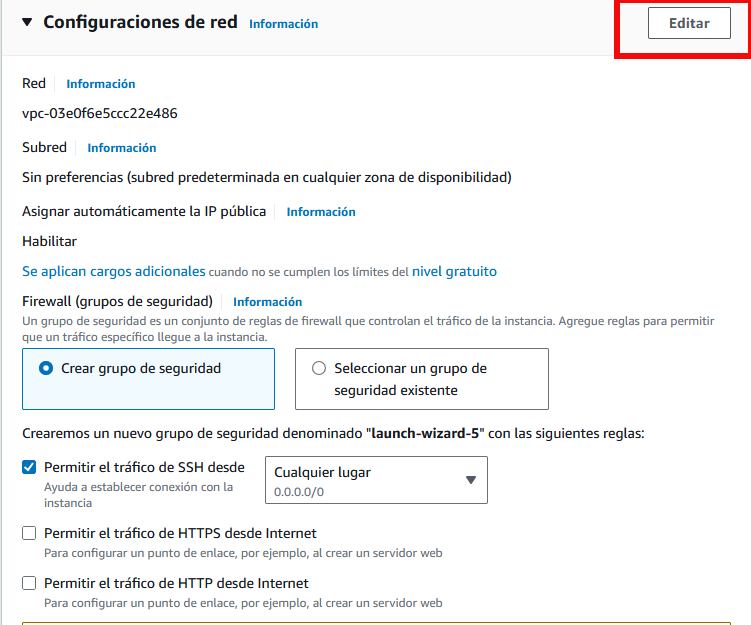 Configuraciones de red Información
Editar
Red Información
vpc-03e0f6e5ccc22e486
Subred Información
Sin preferencias (subred predeterminada en cualquier zona de disponibilidad)
Asignar automáticamente la IP pública Información
Habilitar
Se aplican cargos adicionales cuando no se cumplen los límites del nivel gratuito
Firewall (grupos de seguridad) Información
Un grupo de seguridad es un conjunto de reglas de firewall que controlan el tráfico de la instancia. Agregue reglas para permitir
que un tráfico específico llegue a la instancia.
Crear grupo de seguridad
Seleccionar un grupo de
seguridad existente
Crearemos un nuevo grupo de seguridad denominado "launch-wizard-5" con las siguientes reglas:
Permitir el tráfico de SSH desde
Ayuda a establecer conexión con la
instancia
Cualquier lugar
0.0.0.0/0
Permitir el tráfico de HTTPS desde Internet
Para configurar un punto de enlace, por ejemplo, al crear un servidor web
Permitir el tráfico de HTTP desde Internet
Para configurar un punto de enlace, por ejemplo, al crear un servidor web